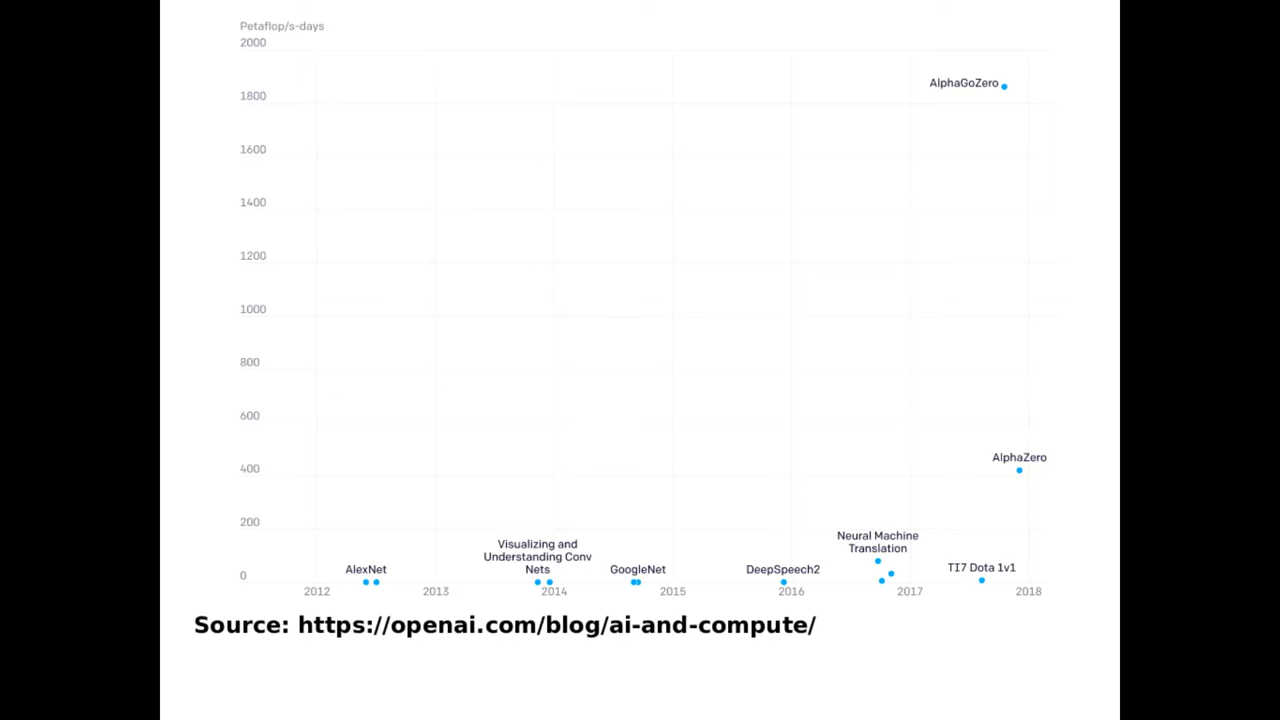 Petaflop/s-days
2000
1800
1600
1400
1200
1000
800
600
400
200
0
AlphaGoZero
AlphaZero
Neural Machine
Translation
Visualizing and
Understanding Conv
Nets
AlexNet
GoogleNet
DeepSpeech2
TI7 Dota 1v1
2012 2013 2014 2015 2016 2017 2018
Source: https://openai.com/blog/ai-and-compute/